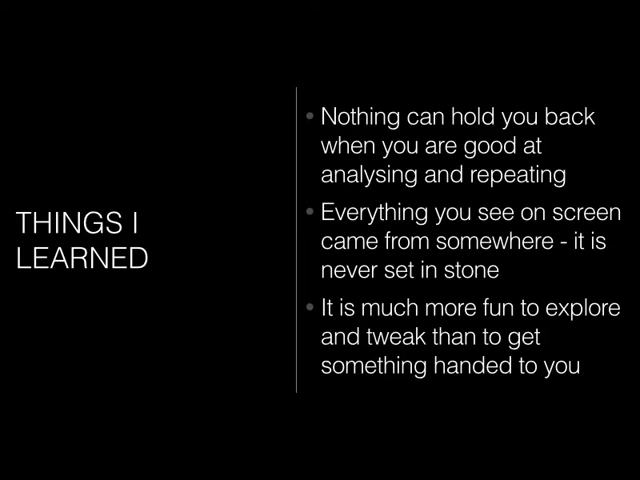 THINGS I
LEARNED
• Nothing can hold you back
when you are good at
analysing and repeating
• Everything you see on screen
came from somewhere - it is
never set in stone
• It is much more fun to explore
and tweak than to get
something handed to you